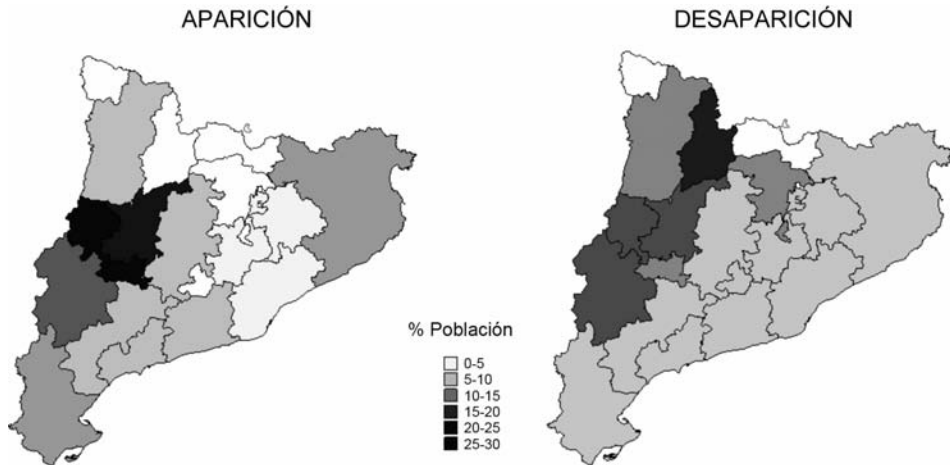 APARICIÓN
DESAPARICIÓN
% Población
0-5
5-10
10-15
15-20
20-25
25-30